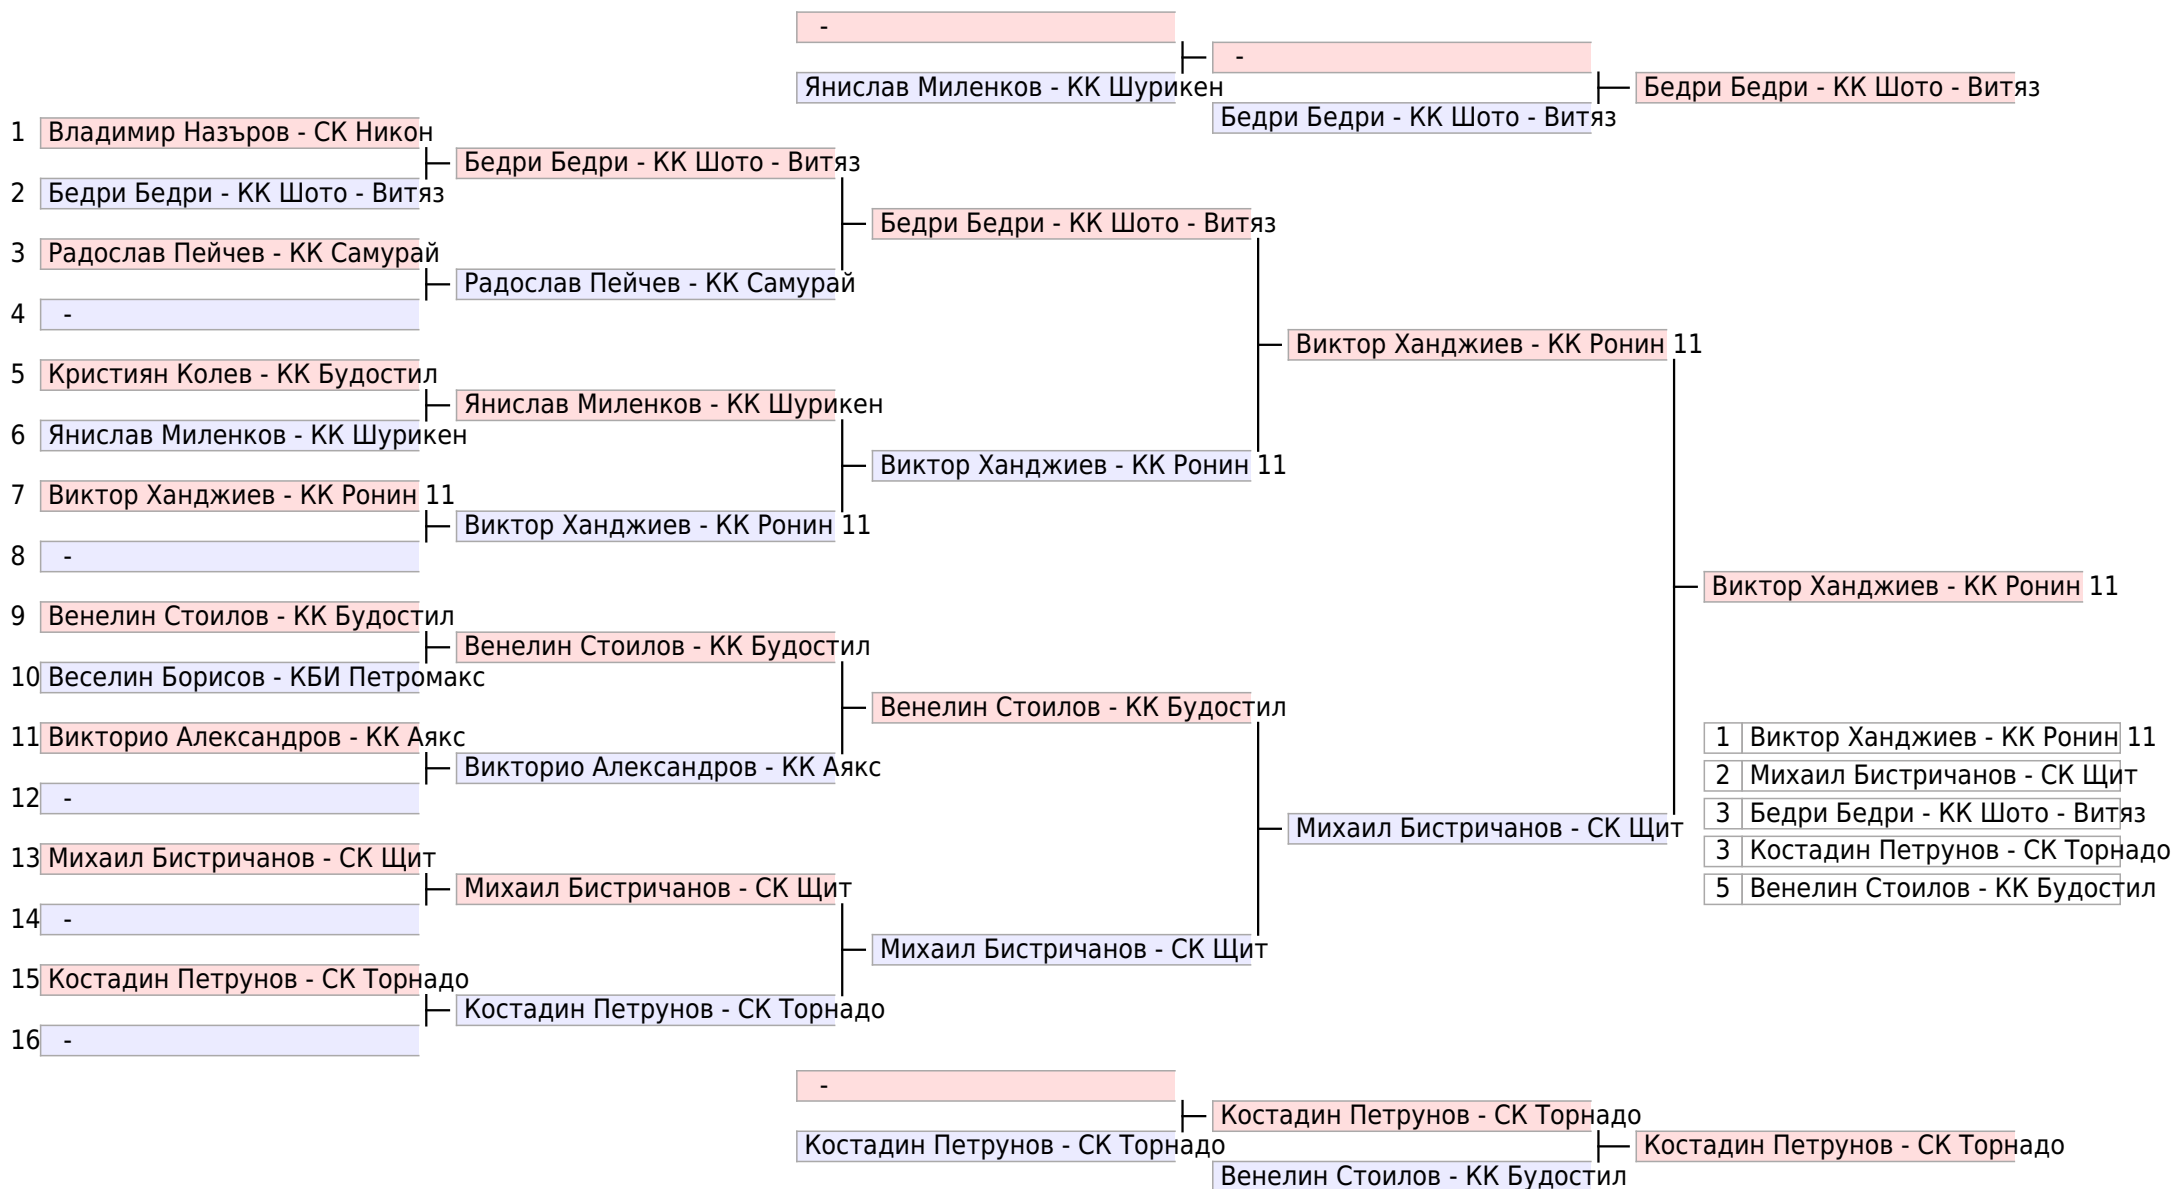 -
-
Янислав Миленков - КК Шурикен
Бедри Бедри - КК Шото - Витяз
Бедри Бедри - КК Шото - Витяз
1 Владимир Назъров - СК Никон
Бедри Бедри - КК Шото - Витяз
2 Бедри Бедри - КК Шото - Витяз
Бедри Бедри - КК Шото - Витяз
3 Радослав Пейчев - КК Самурай
Радослав Пейчев - КК Самурай
4 -
Виктор Ханджиев - КК Ронин 11
5 Кристиян Колев - КК Будостил
Янислав Миленков - КК Шурикен
6 Янислав Миленков - КК Шурикен
Виктор Ханджиев - КК Ронин 11
7 Виктор Ханджиев - КК Ронин 11
Виктор Ханджиев - КК Ронин 11
8 -
Виктор Ханджиев - КК Ронин 11
9 Венелин Стоилов - КК Будостил
Венелин Стоилов - КК Будостил
10 Веселин Борисов - КБИ Петромакс
Венелин Стоилов - КК Будостил
11 Викторио Александров - КК Аякс
Викторио Александров - КК Аякс
12 -
Михаил Бистричанов - СК Щит
13 Михаил Бистричанов - СК Щит
Михаил Бистричанов - СК Щит
14 -
Михаил Бистричанов - СК Щит
15 Костадин Петрунов - СК Торнадо
Костадин Петрунов - СК Торнадо
16 -
1 Виктор Ханджиев - КК Ронин 11
2 Михаил Бистричанов - СК Щит
3 Бедри Бедри - КК Шото - Витяз
3 Костадин Петрунов - СК Торнадо
5 Венелин Стоилов - КК Будостил
-
Костадин Петрунов - СК Торнадо
Костадин Петрунов - СК Торнадо
Костадин Петрунов - СК Торнадо
Венелин Стоилов - КК Будостил